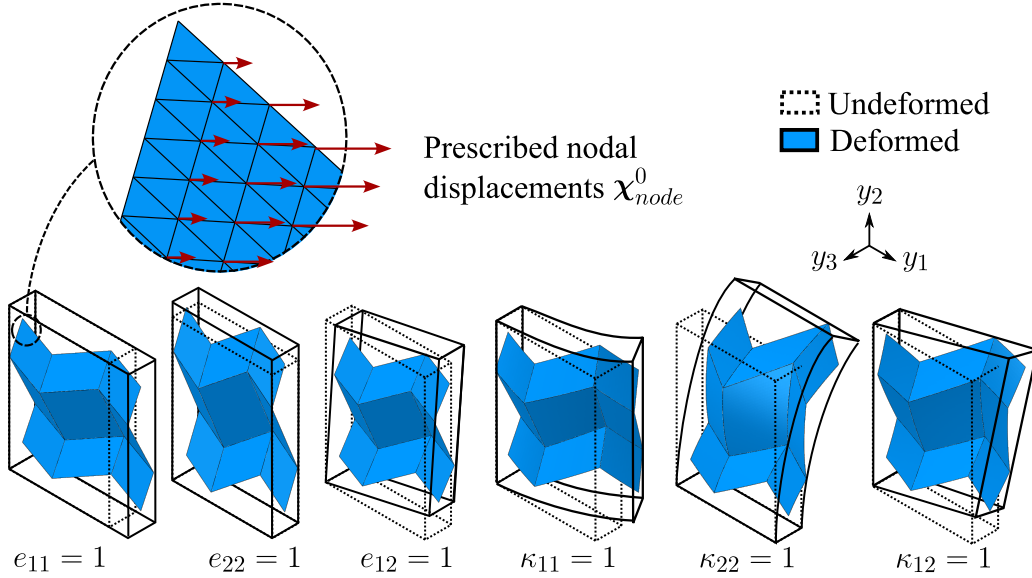 Undeformed
Deformed
Prescribed nodal
displacements 𝛘⁰ₙₒdₑ
y₂
y₃
y₁
e₁₁ = 1
e₂₂ = 1
e₁₂ = 1
κ₁₁ = 1
κ₂₂ = 1
κ₁₂ = 1